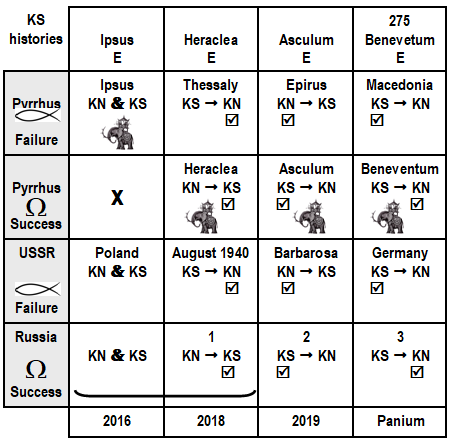 KS
histories
Ipsus
E
Heraclea
E
Asculum
E
275
Benevetum
E
Pyrrhus
Failure
Ipsus
KN & KS
Thessaly
KS → KN
☑
Epirus
KN → KS
☑
Macedonia
KS → KN
☑
Pyrrhus
Ω
Success
X
Heraclea
KN → KS
☑
Asculum
KN → KS
☑
Beneventum
KS → KN
☑
USSR
Failure
Poland
KN & KS
August 1940
KS → KN
☑
Barbarosa
KN → KS
☑
Germany
KS → KN
☑
Russia
Ω
Success
KN & KS
1
KN → KS
☑
2
KS → KN
☑
3
KS → KN
☑
2016
2018
2019
Panium